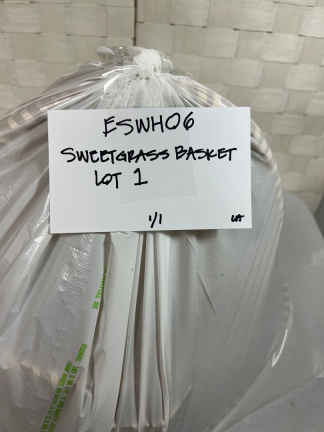 ESWH06
SWEETGRASS BASKET
LOT 1
1/1